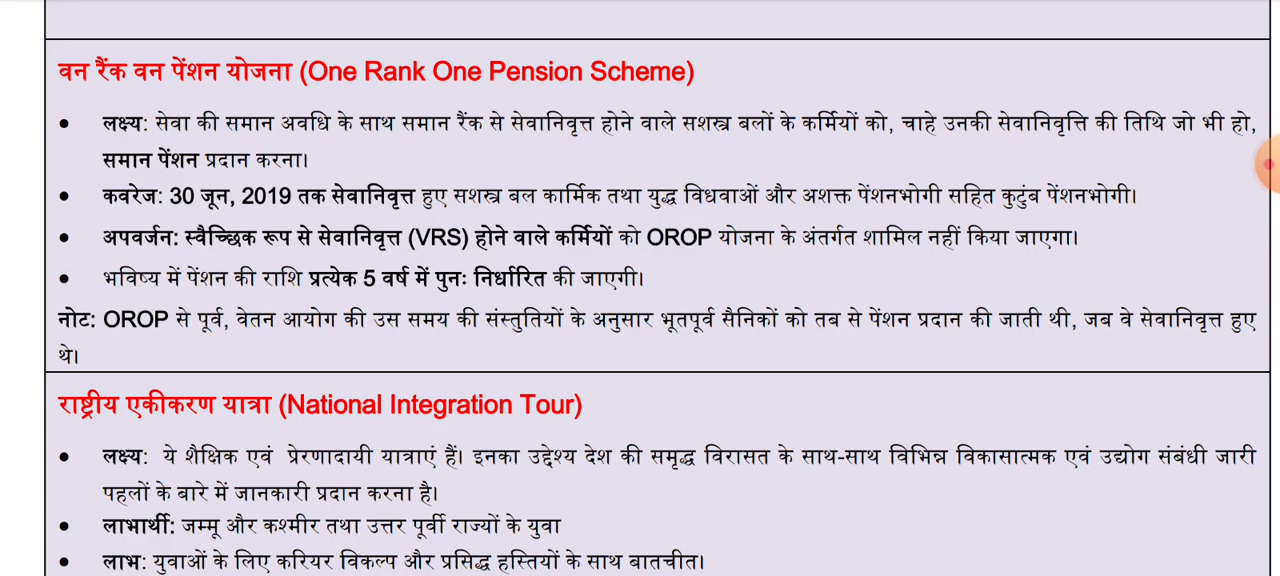 वन रैंक वन पेंशन योजना (One Rank One Pension Scheme)
• लक्ष्य: सेवा की समान अवधि के साथ समान रैंक से सेवानिवृत्त होने वाले सशस्त्र बलों के कर्मियों को, चाहे उनकी सेवानिवृत्ति की तिथि जो भी हो,
समान पेंशन प्रदान करना।
• कवरेज: 30 जून, 2019 तक सेवानिवृत्त हुए सशस्त्र बल कार्मिक तथा युद्ध विधवाओं और अशक्त पेंशनभोगी सहित कुटुंब पेंशनभोगी।
• अपवर्जन: स्वैच्छिक रूप से सेवानिवृत्त (VRS) होने वाले कर्मियों को OROP योजना के अंतर्गत शामिल नहीं किया जाएगा।
• भविष्य में पेंशन की राशि प्रत्येक 5 वर्ष में पुनः निर्धारित की जाएगी।
नोट: OROP से पूर्व, वेतन आयोग की उस समय की संस्तुतियों के अनुसार भूतपूर्व सैनिकों को तब से पेंशन प्रदान की जाती थी, जब वे सेवानिवृत्त हुए
थे।
राष्ट्रीय एकीकरण यात्रा (National Integration Tour)
• लक्ष्य: ये शैक्षिक एवं प्रेरणादायी यात्राएं हैं। इनका उद्देश्य देश की समृद्ध विरासत के साथ-साथ विभिन्न विकासात्मक एवं उद्योग संबंधी जारी
पहलों के बारे में जानकारी प्रदान करना है।
• लाभार्थी: जम्मू और कश्मीर तथा उत्तर पूर्वी राज्यों के युवा
• लाभ: युवाओं के लिए करियर विकल्प और प्रसिद्ध हस्तियों के साथ बातचीत।